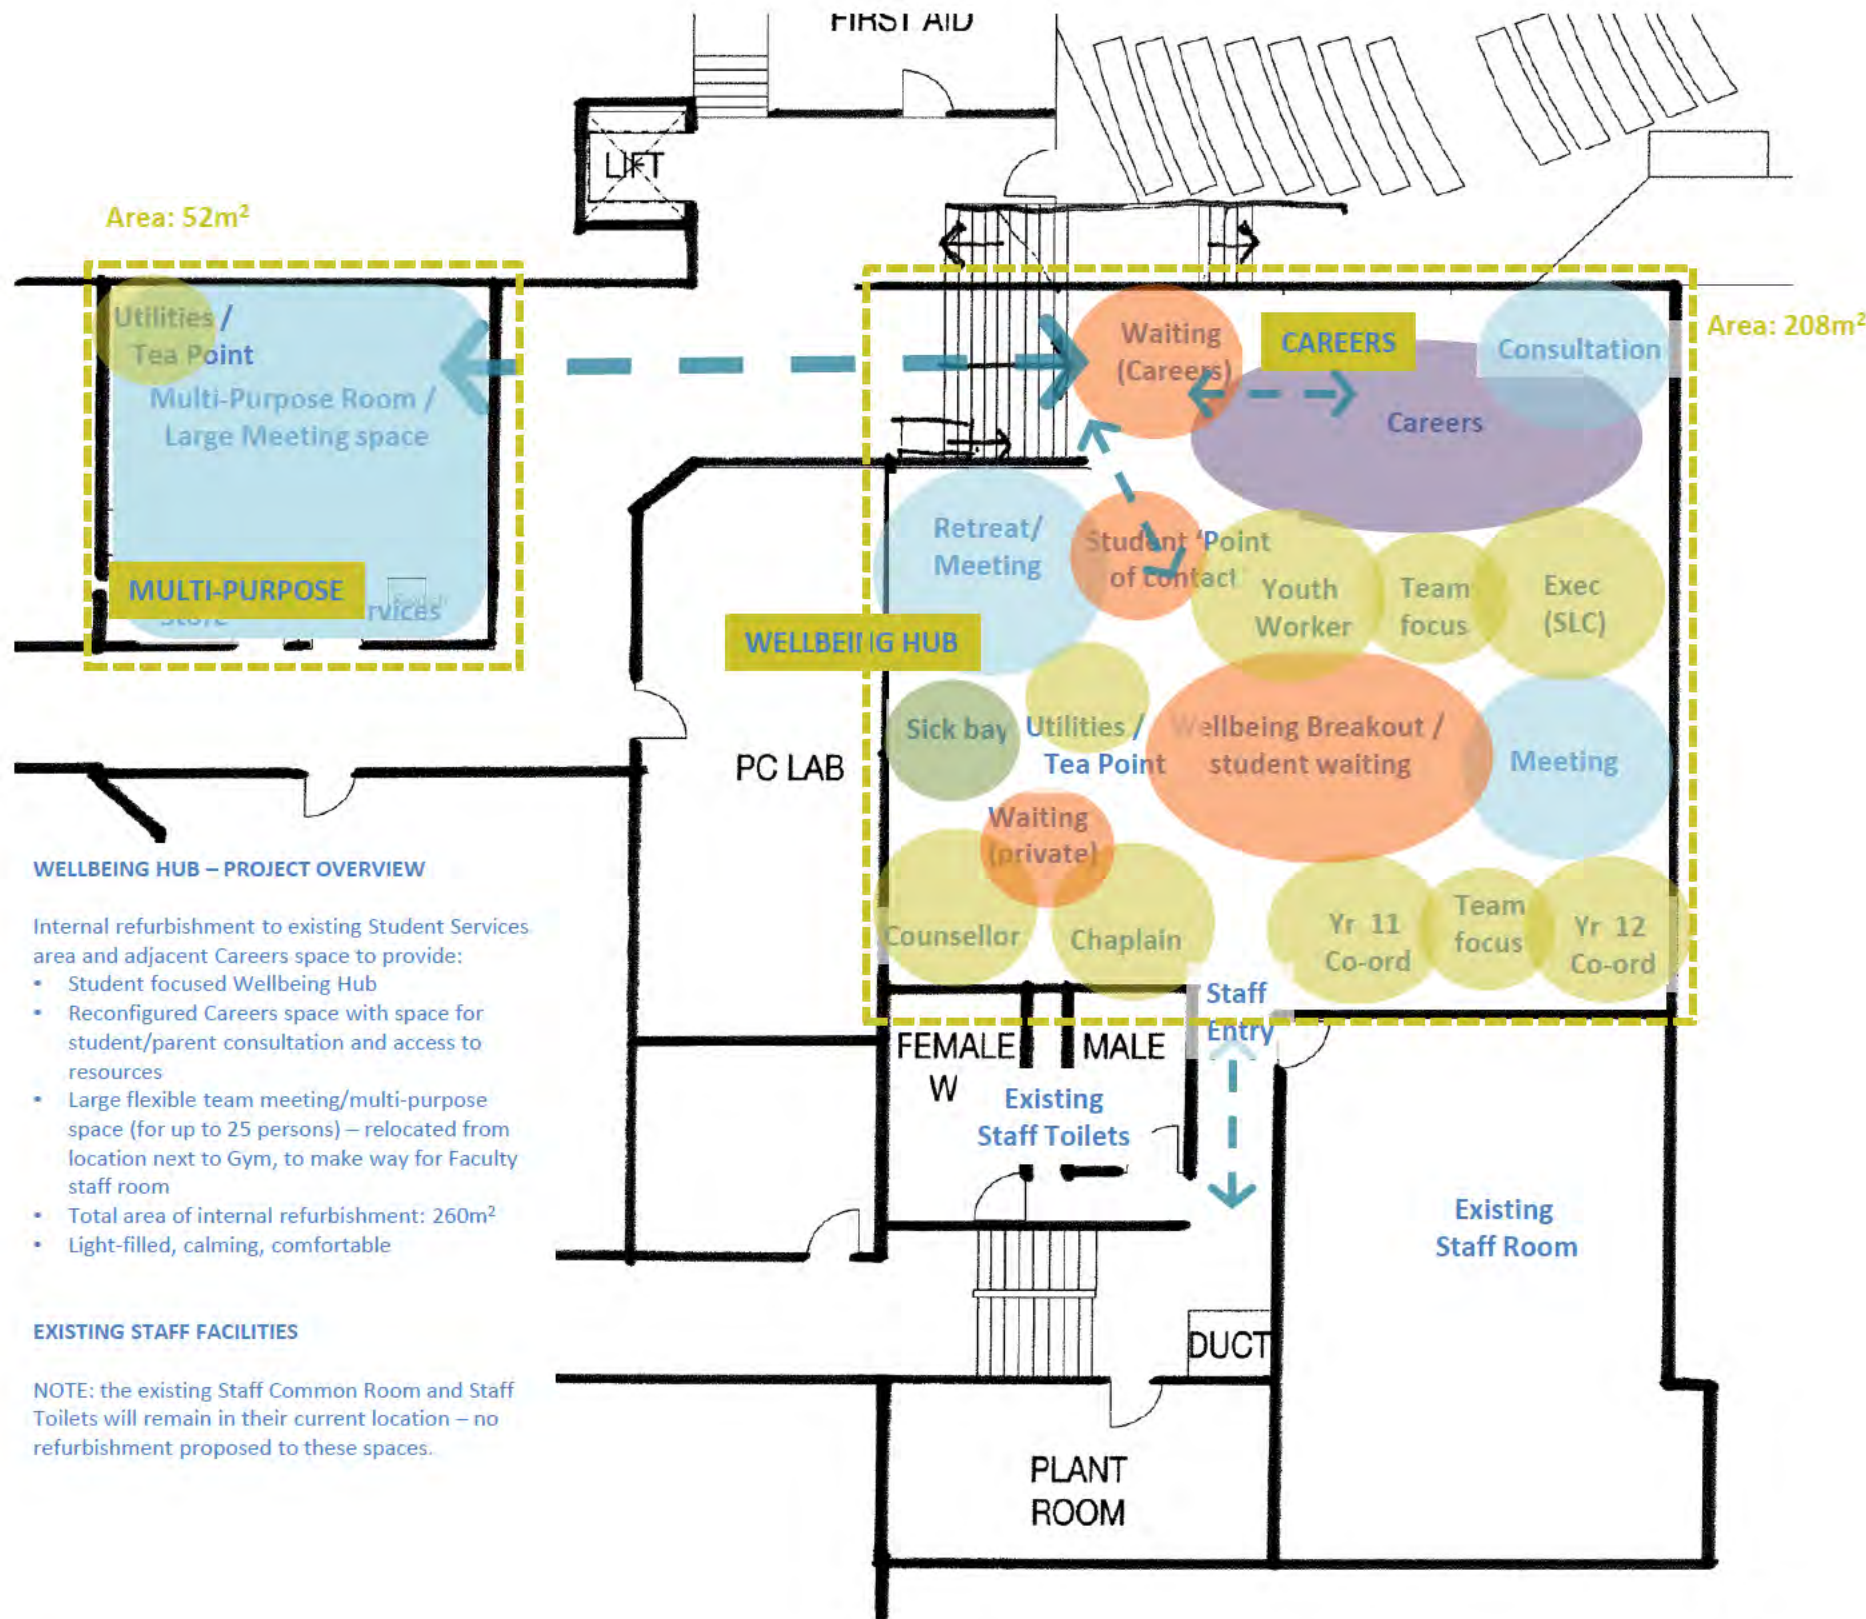 FIRST AID
LIFT
Area: 52m²
Utilities /
Tea Point
Multi-Purpose Room /
Large Meeting space
MULTI-PURPOSE
rvices
Waiting
(Careers)
CAREERS
Consultation
Area: 208m²
Careers
Retreat/
Meeting
Student 'Point
of contact'
Youth
Worker
Team
focus
Exec
(SLC)
WELLBEING HUB
Sick bay
Utilities /
Tea Point
Wellbeing Breakout /
student waiting
Meeting
PC LAB
Waiting
(private)
Counsellor
Chaplain
Yr 11
Co-ord
Team
focus
Yr 12
Co-ord
Staff
Entry
FEMALE
W
MALE
Existing
Staff Toilets
Existing
Staff Room
DUCT
PLANT
ROOM
WELLBEING HUB – PROJECT OVERVIEW
Internal refurbishment to existing Student Services
area and adjacent Careers space to provide:
• Student focused Wellbeing Hub
• Reconfigured Careers space with space for
student/parent consultation and access to
resources
• Large flexible team meeting/multi-purpose
space (for up to 25 persons) – relocated from
location next to Gym, to make way for Faculty
staff room
• Total area of internal refurbishment: 260m²
• Light-filled, calming, comfortable
EXISTING STAFF FACILITIES
NOTE: the existing Staff Common Room and Staff
Toilets will remain in their current location – no
refurbishment proposed to these spaces.